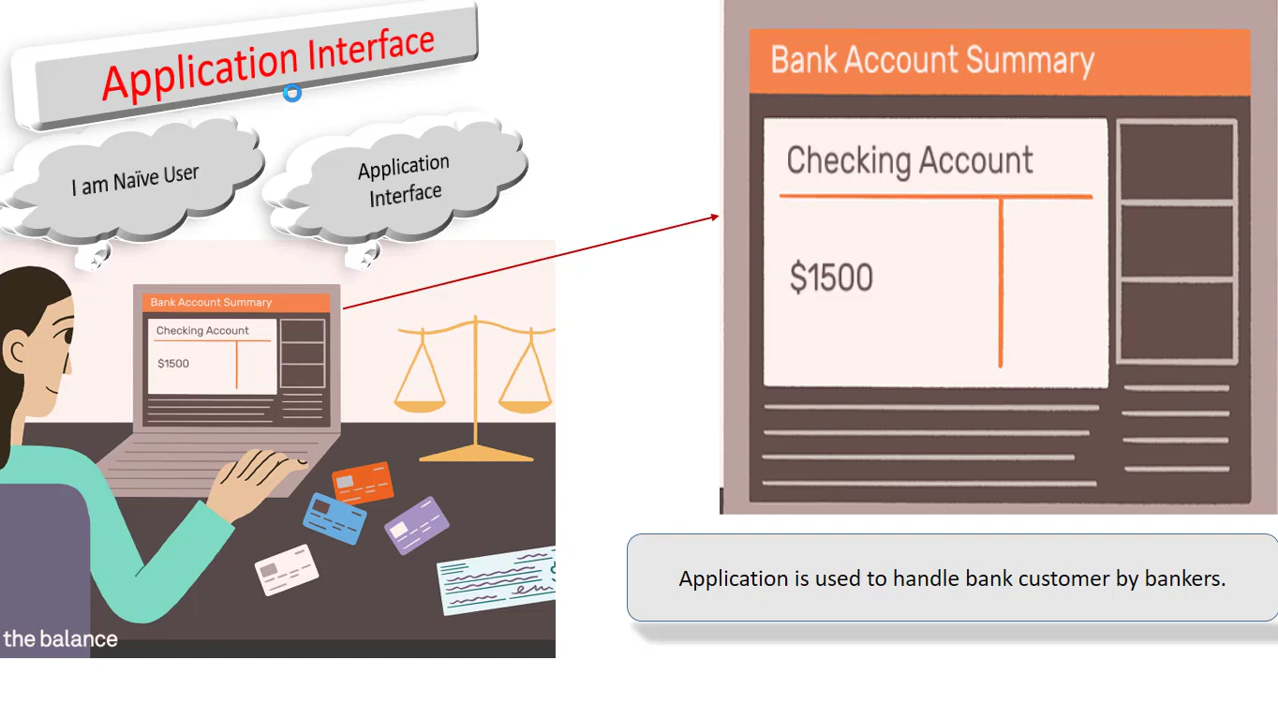 Application Interface
I am Naïve User
Application
Interface
Bank Account Summary
Checking Account
$1500
the balance
Bank Account Summary
Checking Account
$1500
Application is used to handle bank customer by bankers.